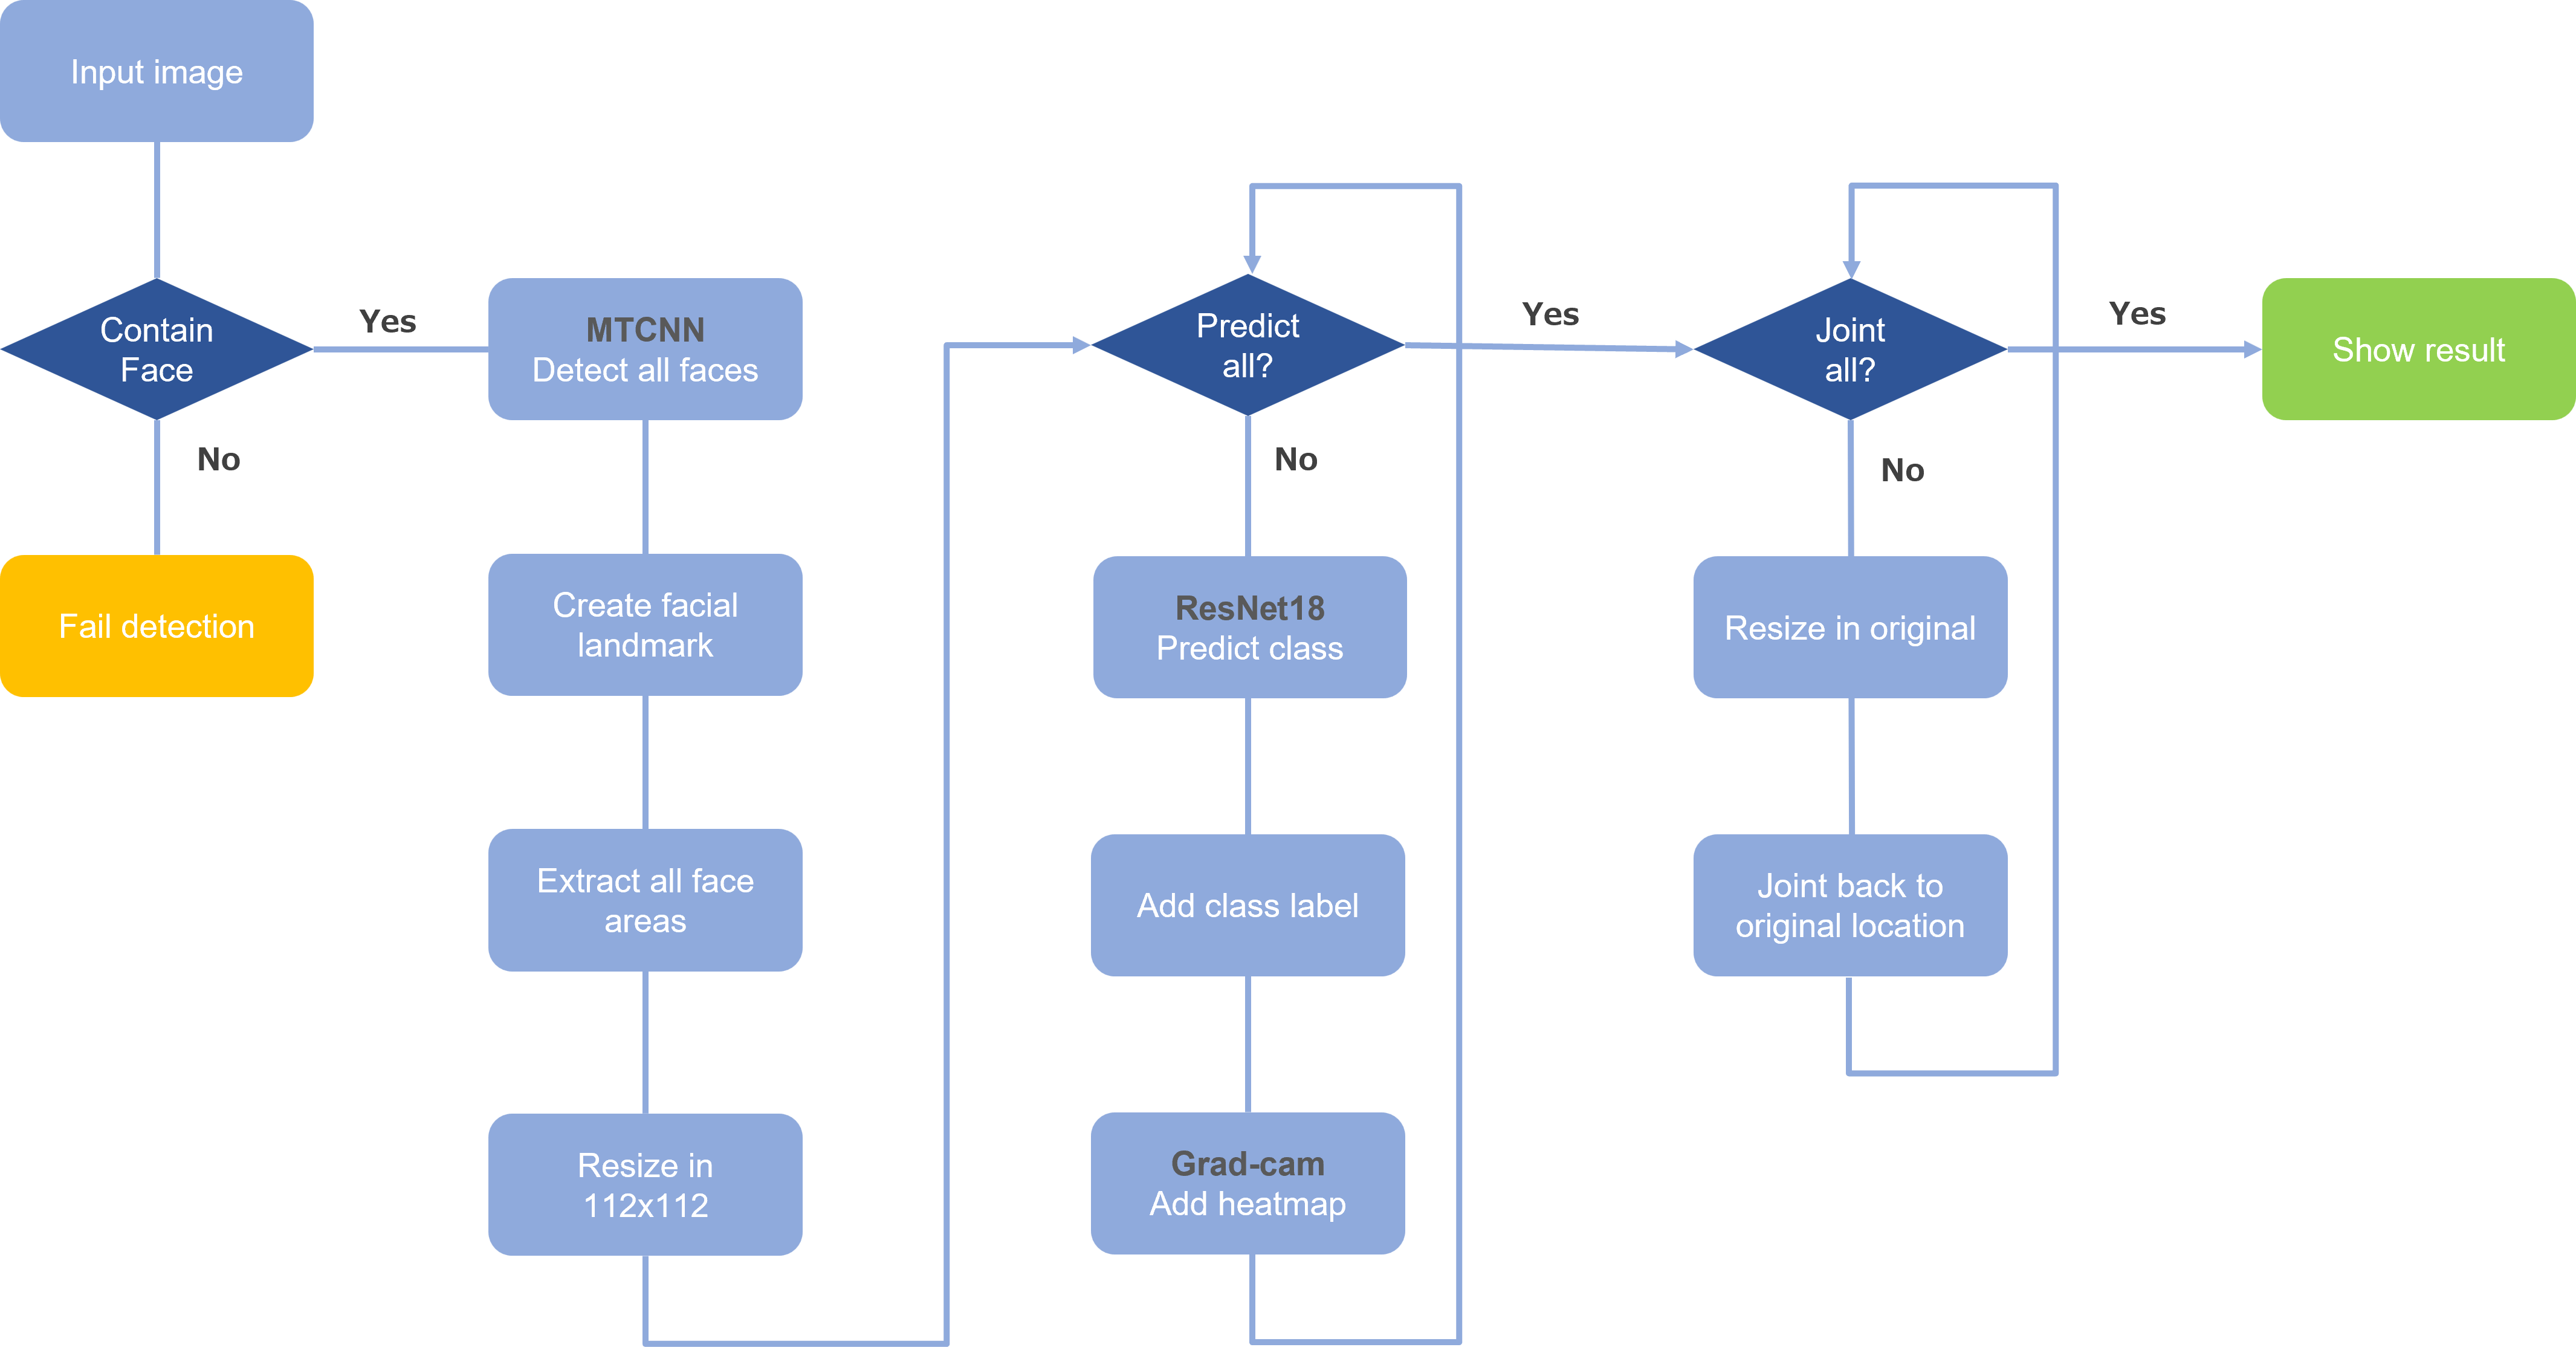 Input image
Contain
Face
Yes
No
Fail detection
MTCNN
Detect all faces
Create facial
landmark
Extract all face
areas
Resize in
112x112
Predict
all?
Yes
No
ResNet18
Predict class
Add class label
Grad-cam
Add heatmap
Joint
all?
Yes
No
Resize in original
Joint back to
original location
Show result